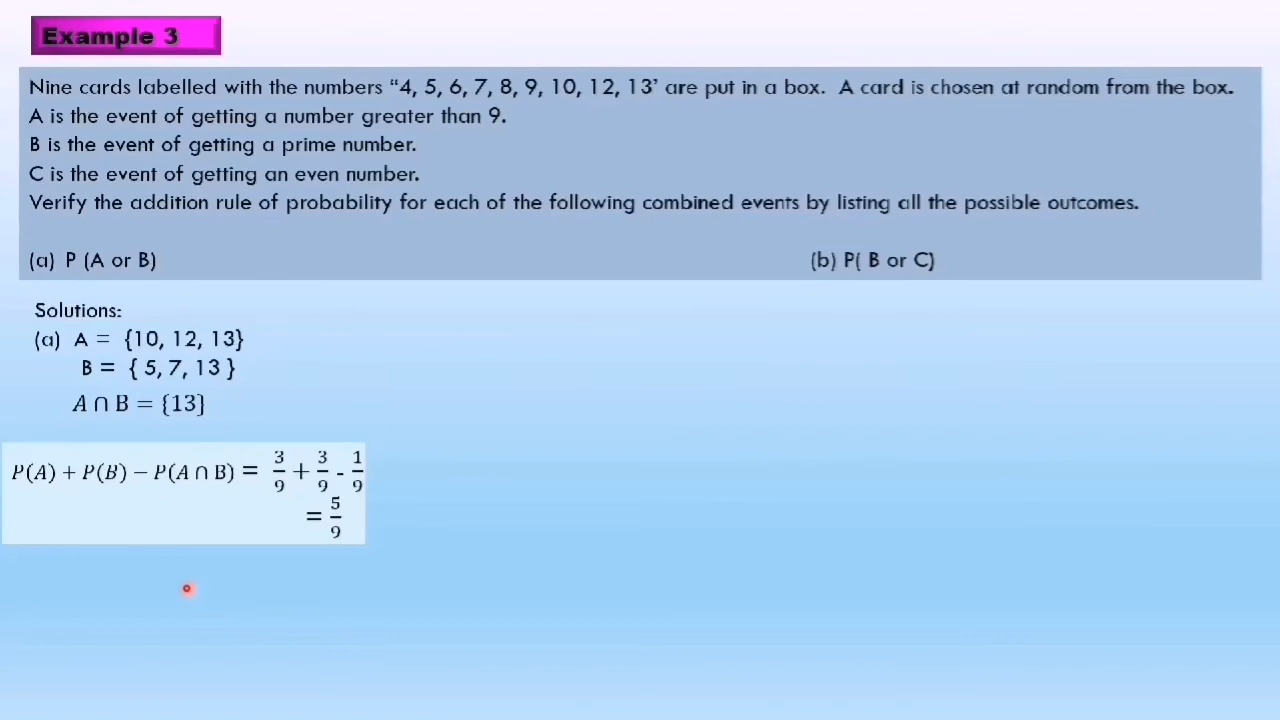 Example 3
Nine cards labelled with the numbers “4, 5, 6, 7, 8, 9, 10, 12, 13’ are put in a box. A card is chosen at random from the box.
A is the event of getting a number greater than 9.
B is the event of getting a prime number.
C is the event of getting an even number.
Verify the addition rule of probability for each of the following combined events by listing all the possible outcomes.
(a) P (A or B) (b) P( B or C)
Solutions:
(a) A = {10, 12, 13}
B = { 5, 7, 13 }
A ∩ B = {13}
P(A) + P(B) − P(A ∩ B) = 3/9 + 3/9 - 1/9
= 5/9